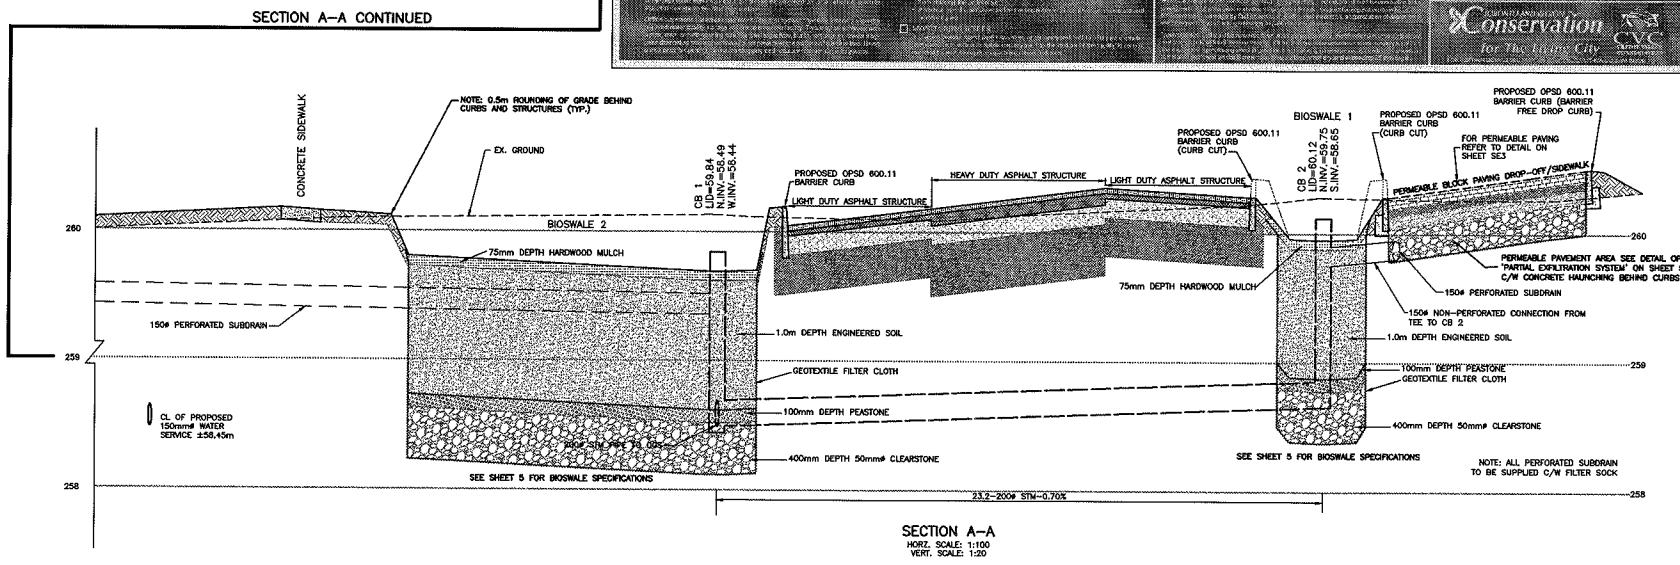 SECTION A-A CONTINUED
Conservation
for The Living City
CVC
CONCRETE SIDEWALK
NOTE: 0.5m ROUNDING OF GRADE BEHIND
CURBS AND STRUCTURES (TYP.)
EX. GROUND
CB 1
LID=59.84
N.INV.=58.49
W.INV.=58.44
PROPOSED OPSD 600.11
BARRIER CURB
LIGHT DUTY ASPHALT STRUCTURE
HEAVY DUTY ASPHALT STRUCTURE
LIGHT DUTY ASPHALT STRUCTURE
PROPOSED OPSD 600.11
BARRIER CURB
(CURB CUT)
BIOSWALE 1
CB 2
LID=60.12
N.INV.=59.75
S.INV.=58.65
PROPOSED OPSD 600.11
BARRIER CURB
(CURB CUT)
PROPOSED OPSD 600.11
BARRIER CURB (BARRIER
FREE DROP CURB)
FOR PERMEABLE PAVING
REFER TO DETAIL ON
SHEET SE3
PERMEABLE BLOCK PAVING DROP-OFF/SIDEWALK
260
BIOSWALE 2
260
75mm DEPTH HARDWOOD MULCH
75mm DEPTH HARDWOOD MULCH
PERMEABLE PAVEMENT AREA SEE DETAIL OF
'PARTIAL EXFILTRATION SYSTEM' ON SHEET
C/W CONCRETE HAUNCHING BEHIND CURBS
150ø PERFORATED SUBDRAIN
150ø PERFORATED SUBDRAIN
150ø NON-PERFORATED CONNECTION FROM
TEE TO CB 2
1.0m DEPTH ENGINEERED SOIL
1.0m DEPTH ENGINEERED SOIL
259
259
GEOTEXTILE FILTER CLOTH
100mm DEPTH PEASTONE
GEOTEXTILE FILTER CLOTH
CL OF PROPOSED
150mmø WATER
SERVICE ±58.45m
100mm DEPTH PEASTONE
200ø STM PIPE TO OGS
400mm DEPTH 50mmø CLEARSTONE
400mm DEPTH 50mmø CLEARSTONE
SEE SHEET 5 FOR BIOSWALE SPECIFICATIONS
SEE SHEET 5 FOR BIOSWALE SPECIFICATIONS
NOTE: ALL PERFORATED SUBDRAIN
TO BE SUPPLIED C/W FILTER SOCK
258
258
23.2-200ø STM-0.70%
SECTION A-A
HORZ. SCALE: 1:100
VERT. SCALE: 1:20